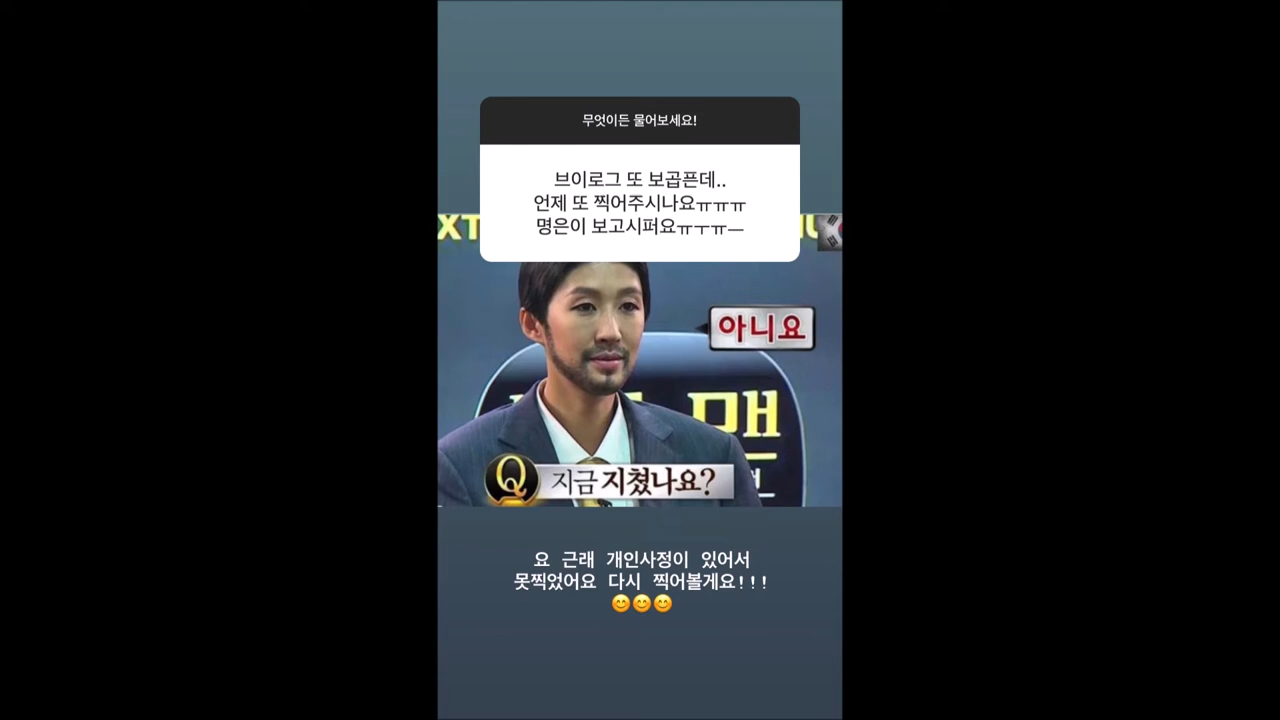 무엇이든 물어보세요!
브이로그 또 보곱픈데..
언제 또 찍어주시나요ㅠㅠㅠ
명은이 보고시퍼요ㅠㅜㅠㅡ
XT
아니요
맨
Q 지금 지쳤나요?
요 근래 개인사정이 있어서
못찍었어요 다시 찍어볼게요!!!
😊😊😊